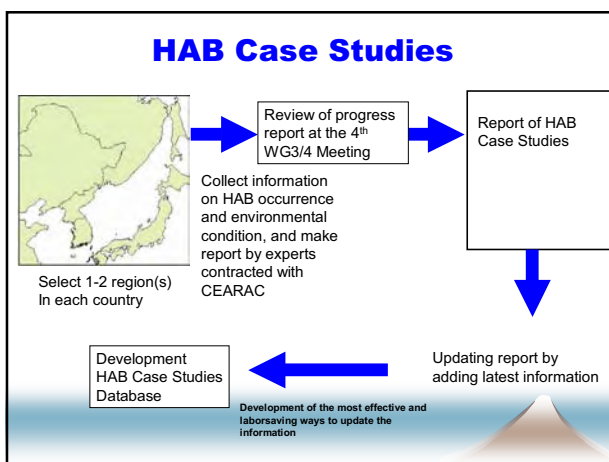 HAB Case Studies
Review of progress
report at the 4th
WG3/4 Meeting
Report of HAB
Case Studies
Collect information
on HAB occurrence
and environmental
condition, and make
report by experts
contracted with
CEARAC
Select 1-2 region(s)
In each country
Updating report by
adding latest information
Development of the most effective and
laborsaving ways to update the
information
Development
HAB Case Studies
Database